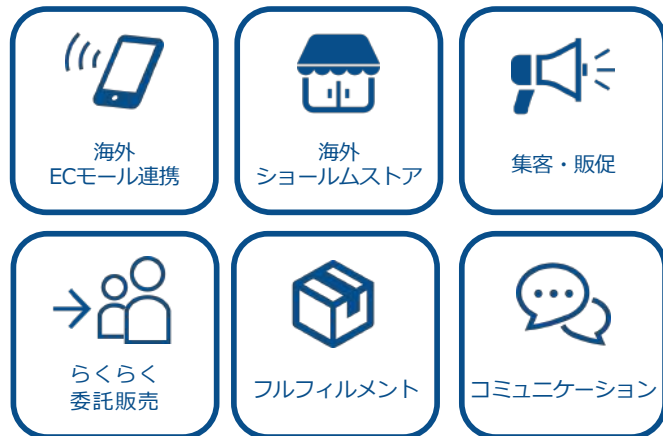 海外
ECモール連携
海外
ショールムストア
集客・販促
らくらく
委託販売
フルフィルメント
コミュニケーション